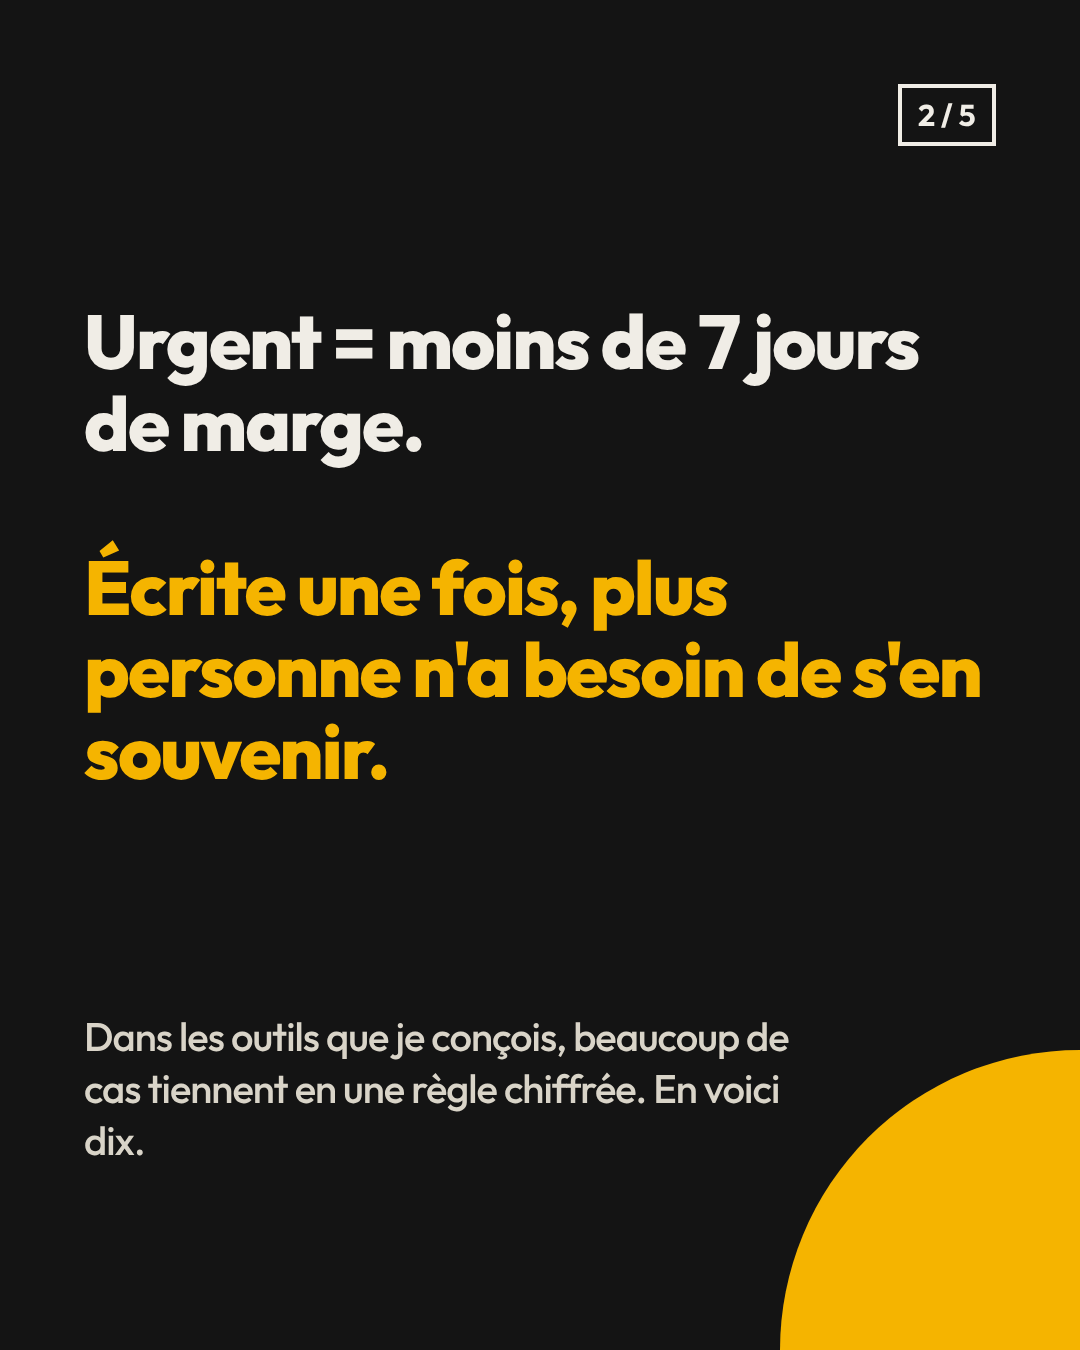 2 / 5
Urgent = moins de 7 jours
de marge.
Écrite une fois, plus
personne n'a besoin de s'en
souvenir.
Dans les outils que je conçois, beaucoup de
cas tiennent en une règle chiffrée. En voici
dix.